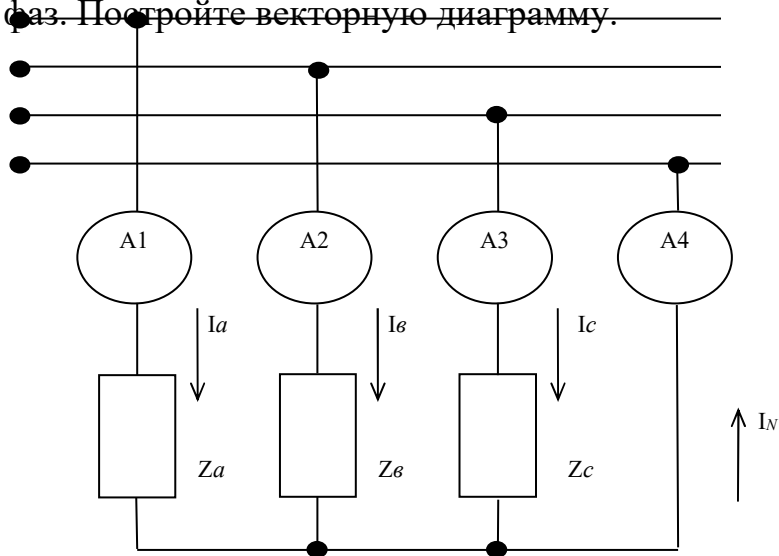 фаз. Постройте векторную диаграмму.
A1 A2 A3 A4
Ia Iв Ic
IN
Za Zв Zc